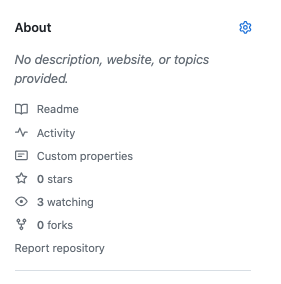 About
No description, website, or topics
provided.
Readme
Activity
Custom properties
0 stars
3 watching
0 forks
Report repository